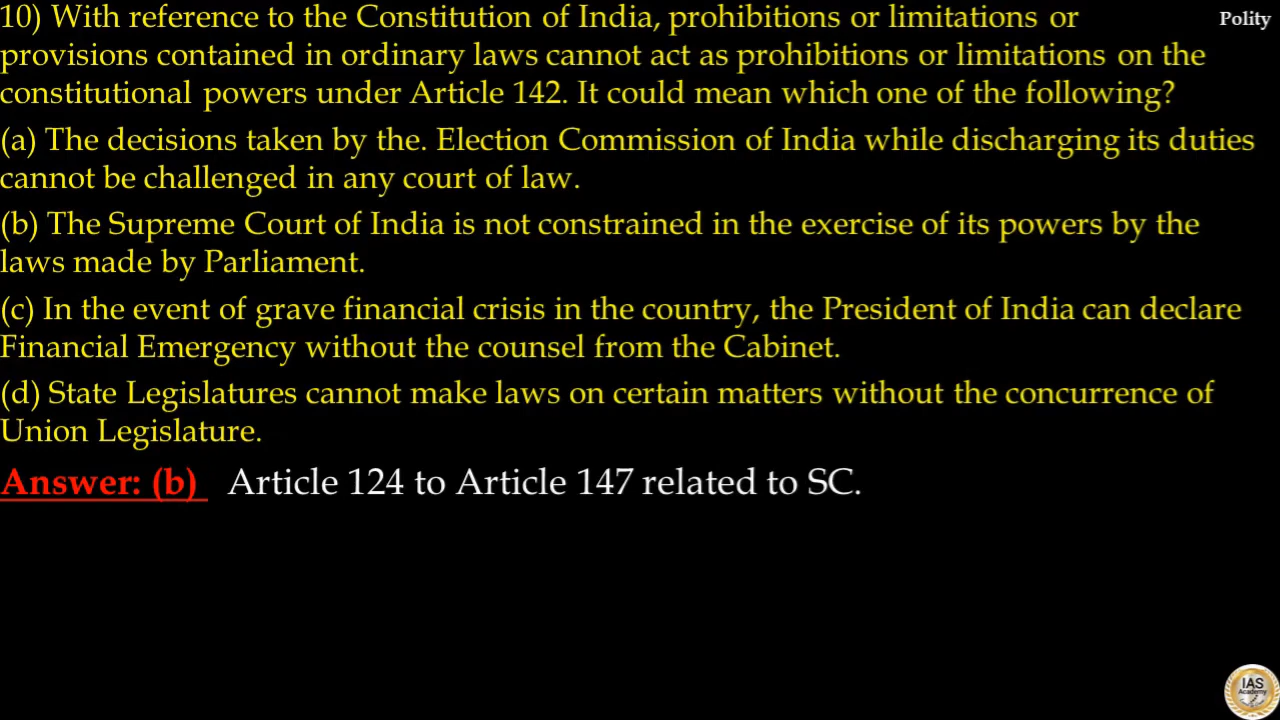 10) With reference to the Constitution of India, prohibitions or limitations or
Polity
provisions contained in ordinary laws cannot act as prohibitions or limitations on the
constitutional powers under Article 142. It could mean which one of the following?
(a) The decisions taken by the. Election Commission of India while discharging its duties
cannot be challenged in any court of law.
(b) The Supreme Court of India is not constrained in the exercise of its powers by the
laws made by Parliament.
(c) In the event of grave financial crisis in the country, the President of India can declare
Financial Emergency without the counsel from the Cabinet.
(d) State Legislatures cannot make laws on certain matters without the concurrence of
Union Legislature.
Answer: (b) Article 124 to Article 147 related to SC.
IAS
Academy